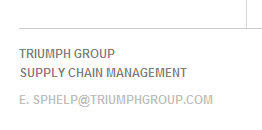 TRIUMPH GROUP
SUPPLY CHAIN MANAGEMENT
E. SPHELP@TRIUMPHGROUP.COM